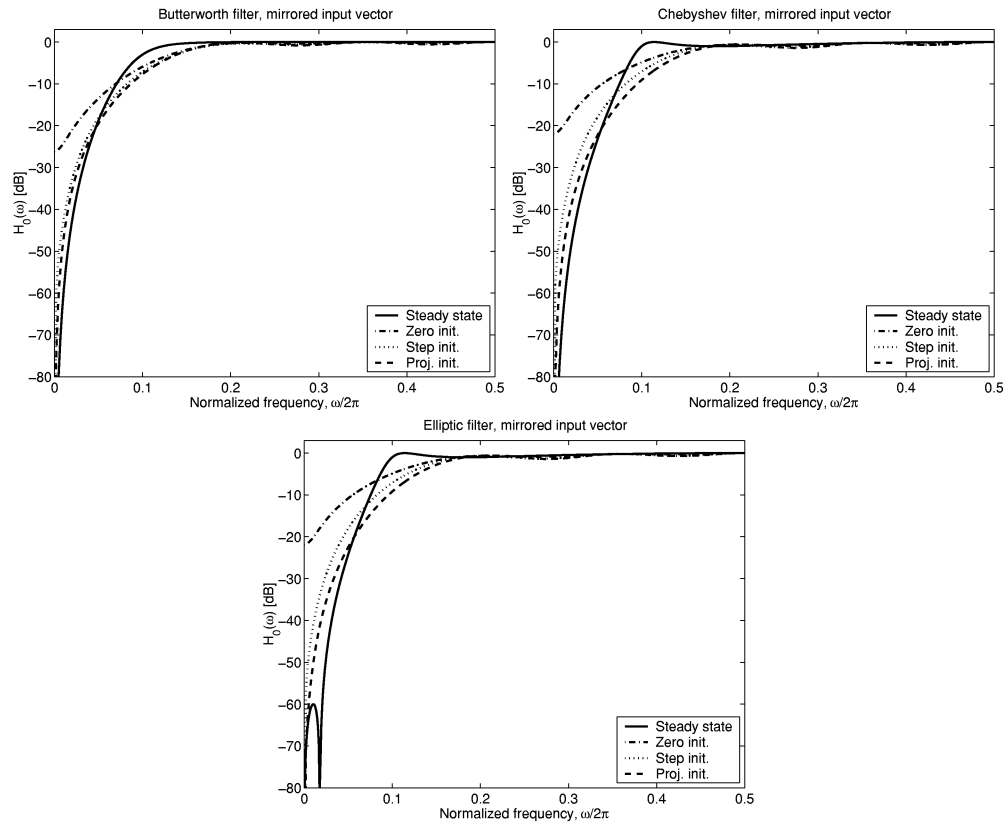 Butterworth filter, mirrored input vector
0
−10
−20
−30
−40
−50
−60
−70
−80
H₀(ω) [dB]
Steady state
Zero init.
Step init.
Proj. init.
0 0.1 0.2 0.3 0.4 0.5
Normalized frequency, ω/2π
Chebyshev filter, mirrored input vector
0
−10
−20
−30
−40
−50
−60
−70
−80
H₀(ω) [dB]
Steady state
Zero init.
Step init.
Proj. init.
0 0.1 0.2 0.3 0.4 0.5
Normalized frequency, ω/2π
Elliptic filter, mirrored input vector
0
−10
−20
−30
−40
−50
−60
−70
−80
H₀(ω) [dB]
Steady state
Zero init.
Step init.
Proj. init.
0 0.1 0.2 0.3 0.4 0.5
Normalized frequency, ω/2π